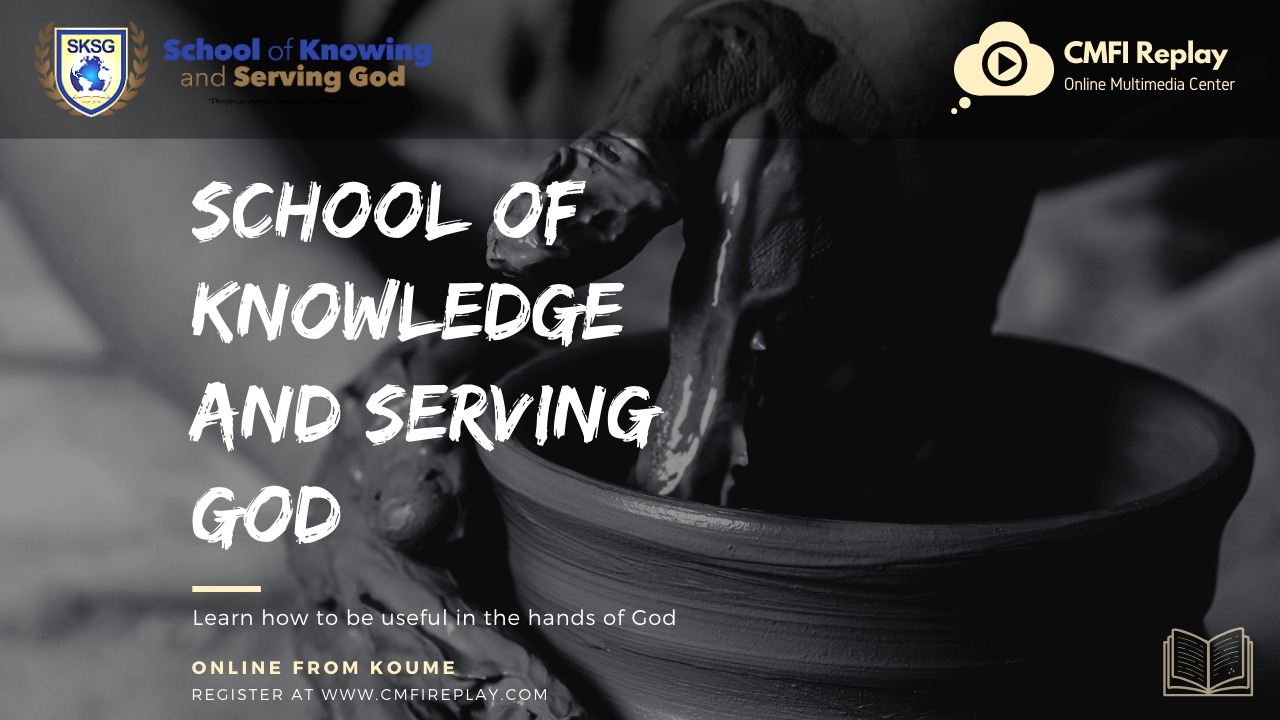 SKSG
School of Knowing
and Serving God
CMFI Replay
Online Multimedia Center
SCHOOL OF
KNOWLEDGE
AND SERVING
GOD
Learn how to be useful in the hands of God
ONLINE FROM KOUME
REGISTER AT WWW.CMFIREPLAY.COM